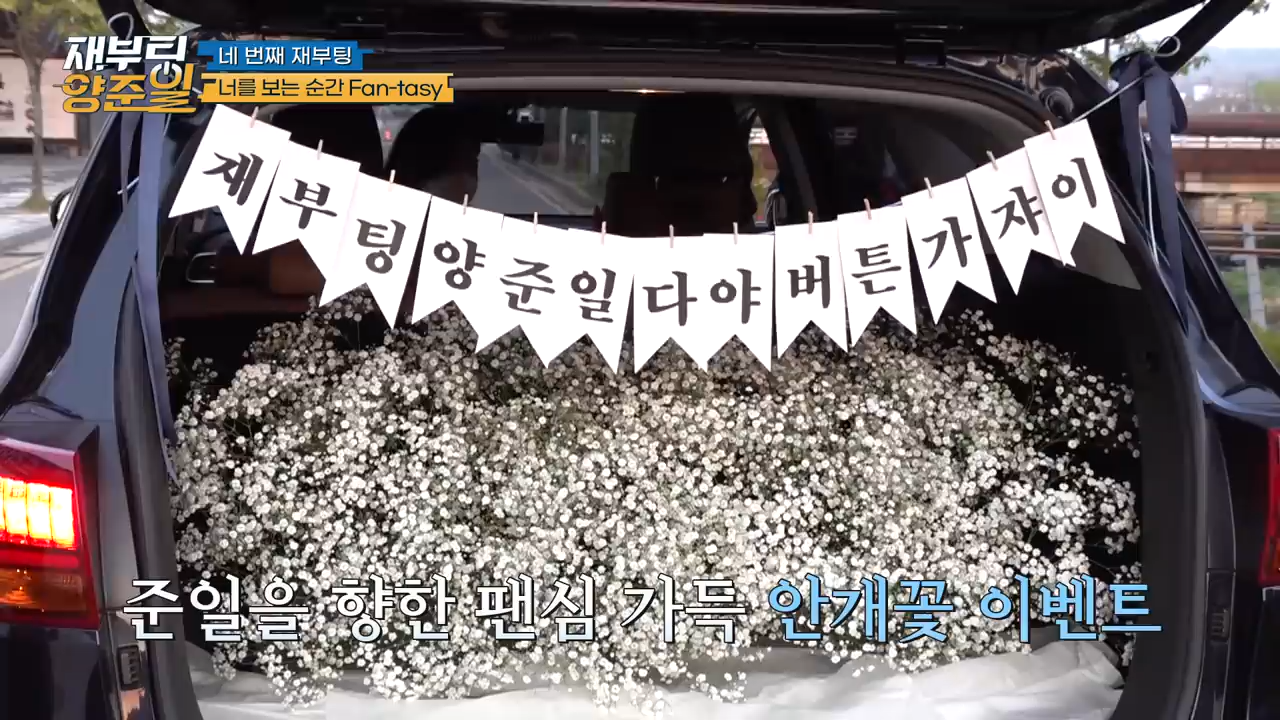 재부팅
양준일
네 번째 재부팅
너를 보는 순간 Fan-tasy
재부팅양준일다야버튼가쟈이
준일을 향한 팬심 가득 안개꽃 이벤트